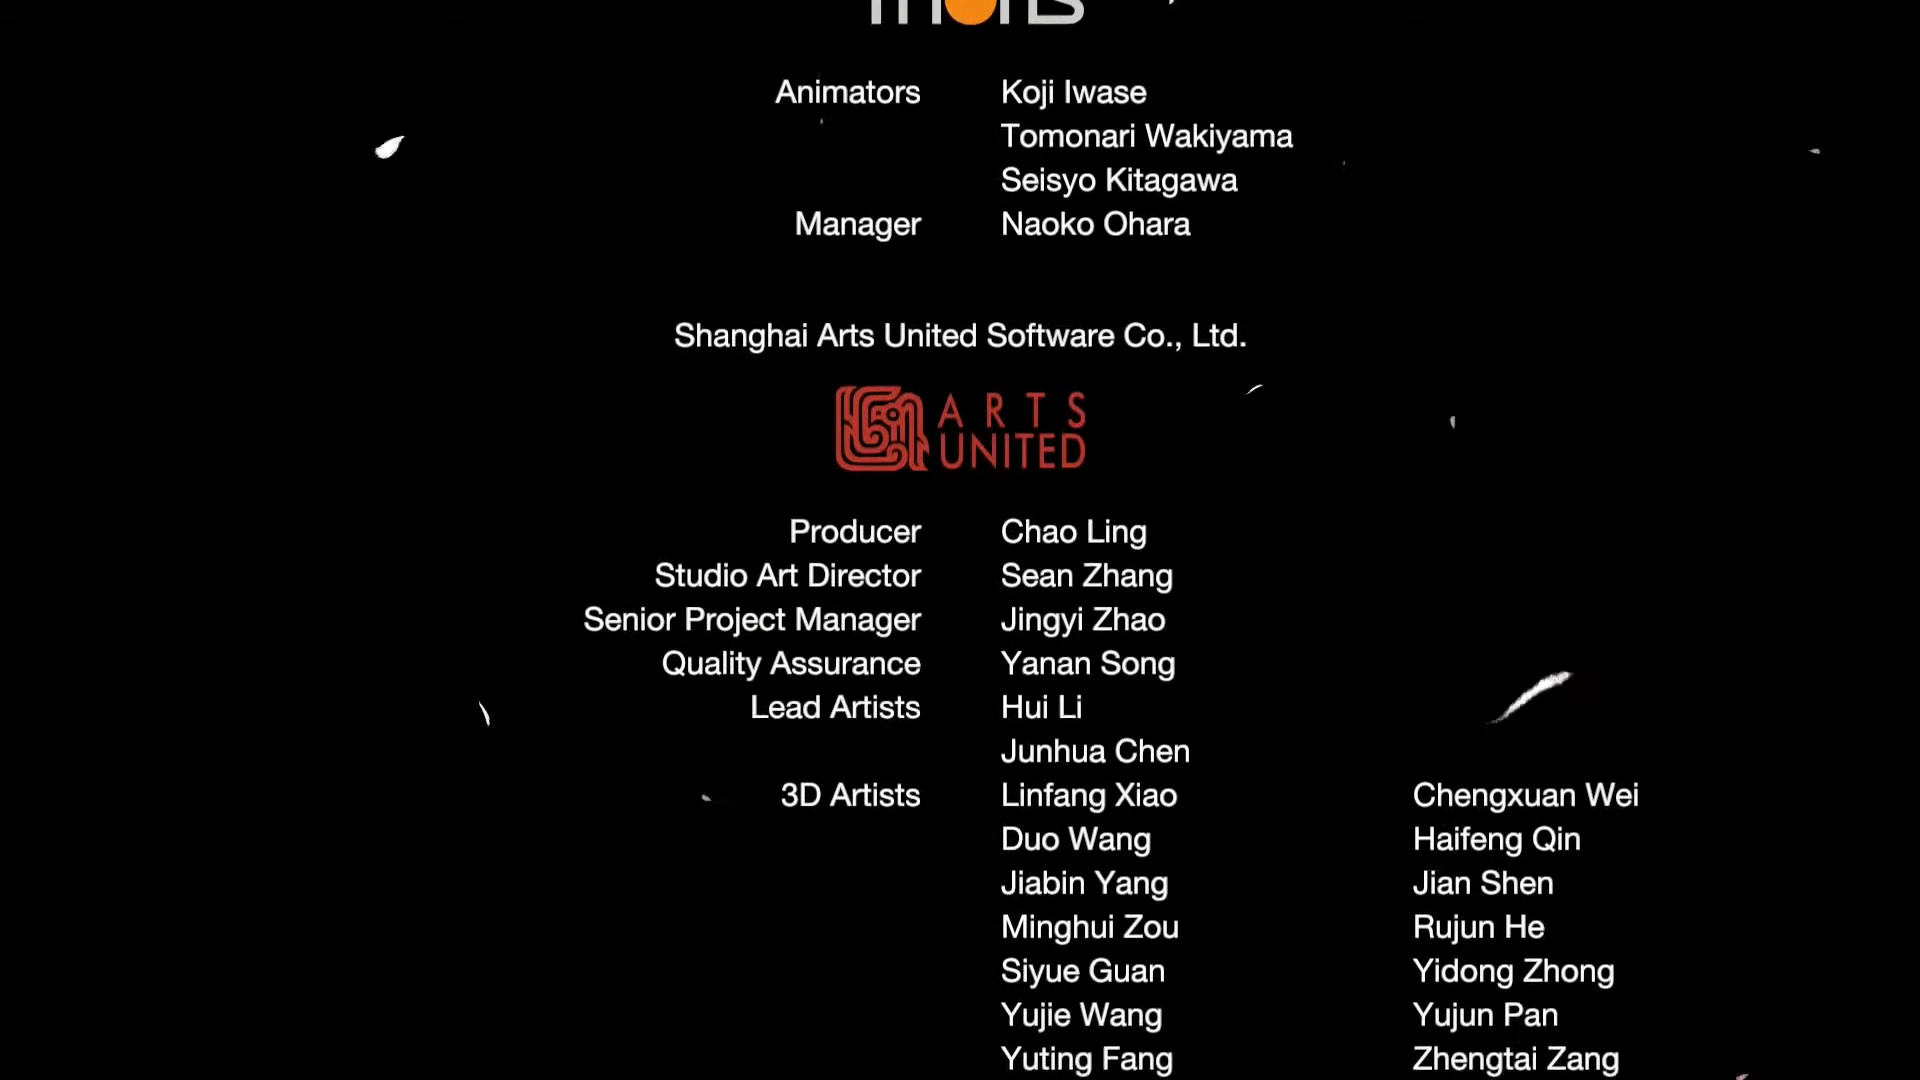 Animators Koji Iwase
Tomonari Wakiyama
Seisyo Kitagawa
Manager Naoko Ohara
Shanghai Arts United Software Co., Ltd.
ARTS
UNITED
Producer Chao Ling
Studio Art Director Sean Zhang
Senior Project Manager Jingyi Zhao
Quality Assurance Yanan Song
Lead Artists Hui Li
Junhua Chen
3D Artists Linfang Xiao Chengxuan Wei
Duo Wang Haifeng Qin
Jiabin Yang Jian Shen
Minghui Zou Rujun He
Siyue Guan Yidong Zhong
Yujie Wang Yujun Pan
Yuting Fang Zhengtai Zang